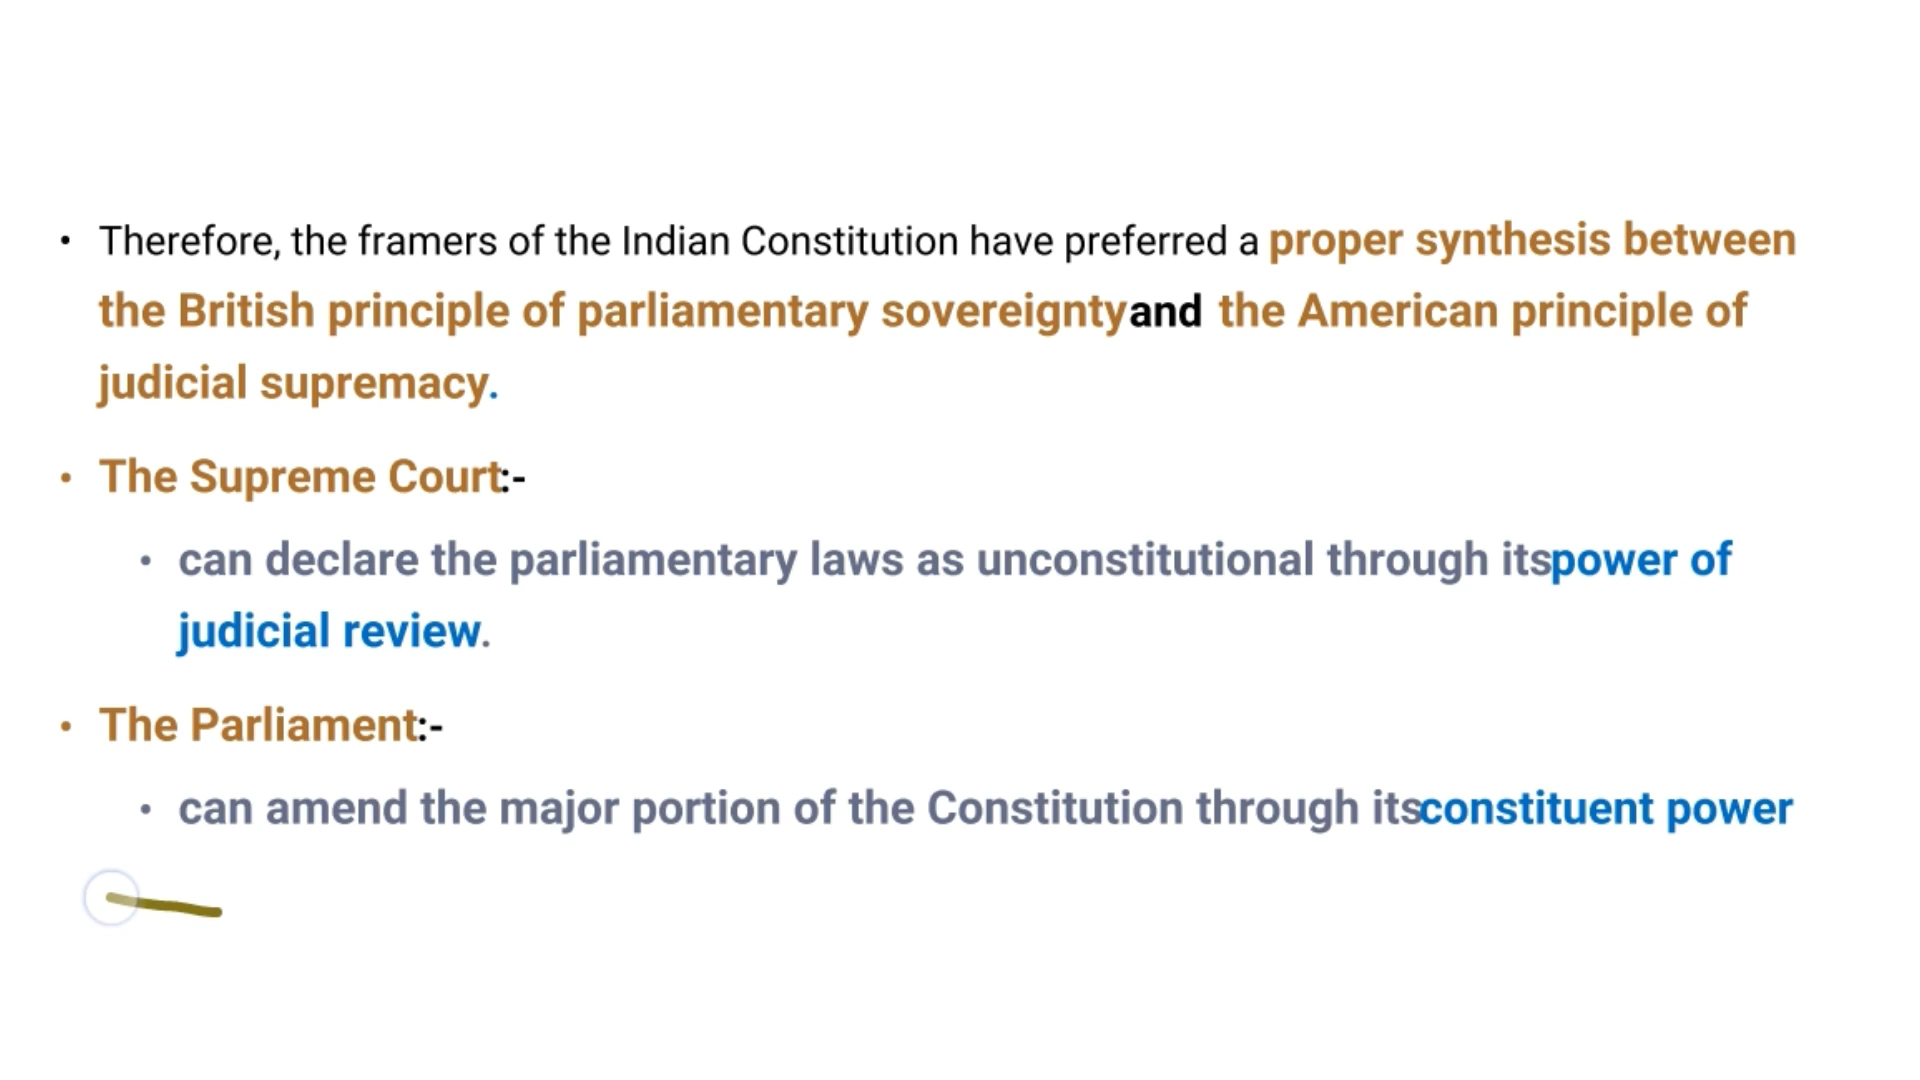 • Therefore, the framers of the Indian Constitution have preferred a proper synthesis between
the British principle of parliamentary sovereigntyand the American principle of
judicial supremacy.
• The Supreme Court:-
• can declare the parliamentary laws as unconstitutional through itspower of
judicial review.
• The Parliament:-
• can amend the major portion of the Constitution through itsconstituent power